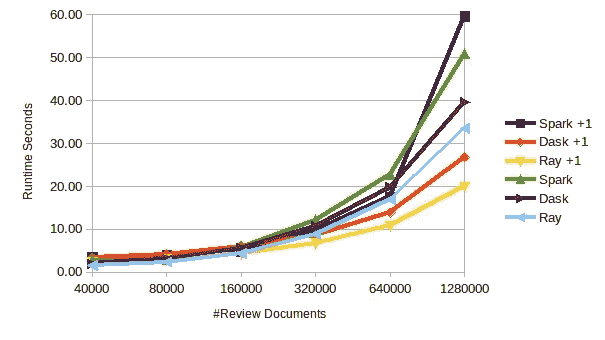 60.00
50.00
40.00
30.00
20.00
10.00
0.00
Runtime Seconds
40000 80000 160000 320000 640000 1280000
#Review Documents
Spark +1
Dask +1
Ray +1
Spark
Dask
Ray